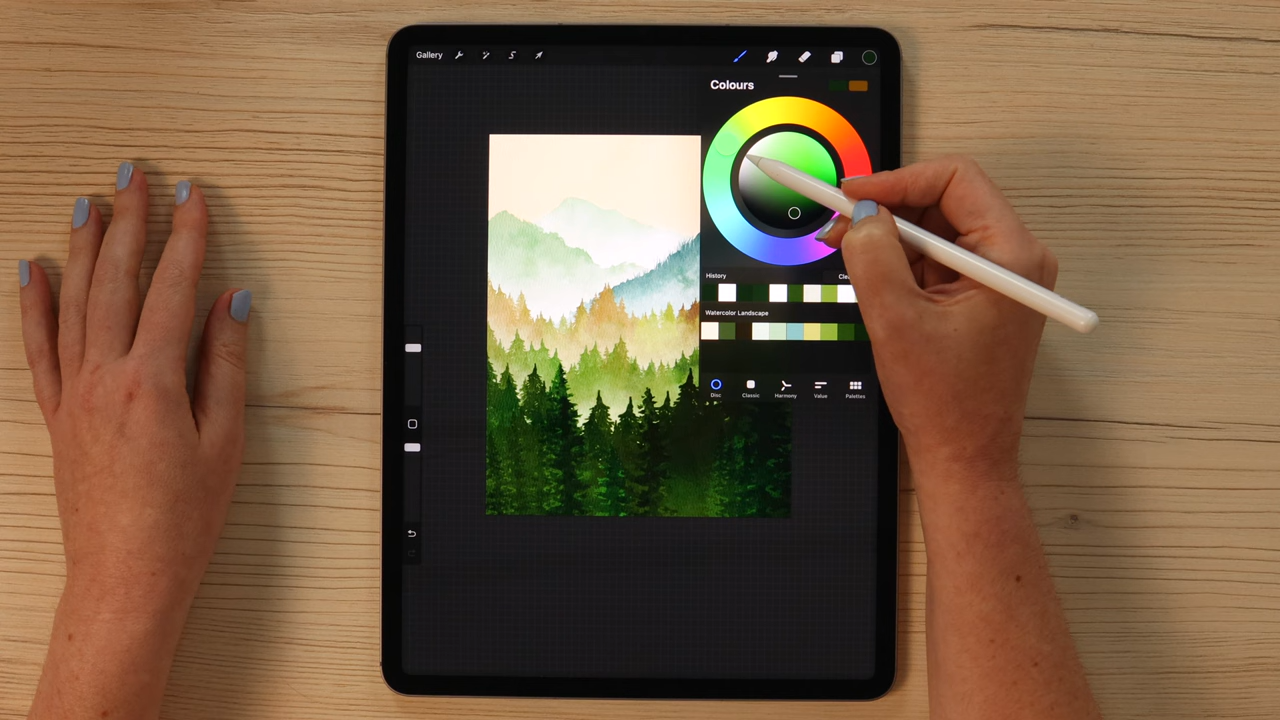 Gallery
Colours
History
Watercolor Landscape
Disc
Classic
Harmony
Value
Palettes